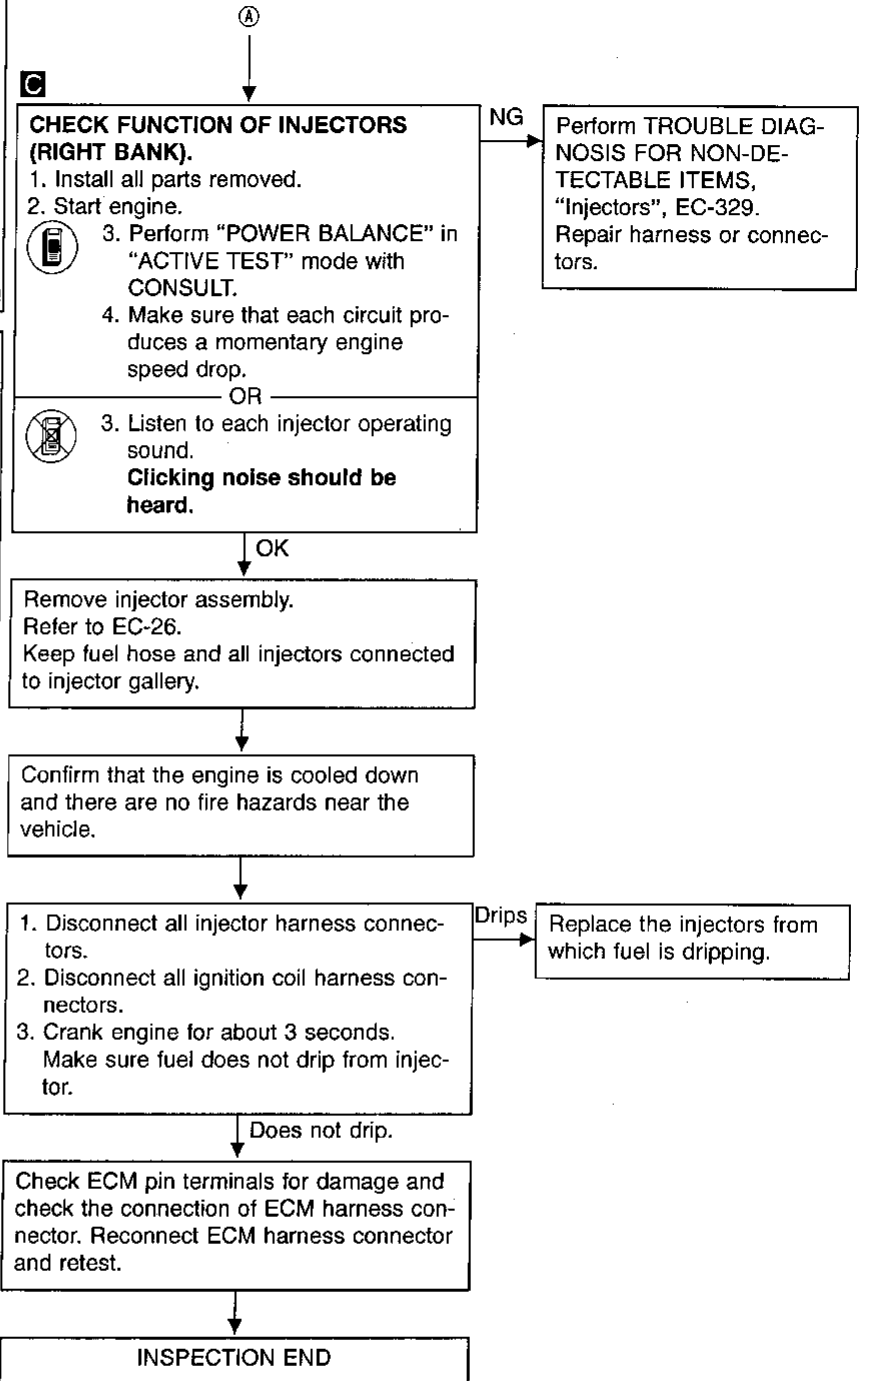 Ⓐ
C
CHECK FUNCTION OF INJECTORS
(RIGHT BANK).
1. Install all parts removed.
2. Start engine.
3. Perform “POWER BALANCE” in
“ACTIVE TEST” mode with
CONSULT.
4. Make sure that each circuit pro-
duces a momentary engine
speed drop.
OR
3. Listen to each injector operating
sound.
Clicking noise should be
heard.
NG
Perform TROUBLE DIAG-
NOSIS FOR NON-DE-
TECTABLE ITEMS,
“Injectors”, EC-329.
Repair harness or connec-
tors.
OK
Remove injector assembly.
Refer to EC-26.
Keep fuel hose and all injectors connected
to injector gallery.
Confirm that the engine is cooled down
and there are no fire hazards near the
vehicle.
1. Disconnect all injector harness connec-
tors.
2. Disconnect all ignition coil harness con-
nectors.
3. Crank engine for about 3 seconds.
Make sure fuel does not drip from injec-
tor.
Drips
Replace the injectors from
which fuel is dripping.
Does not drip.
Check ECM pin terminals for damage and
check the connection of ECM harness con-
nector. Reconnect ECM harness connector
and retest.
INSPECTION END